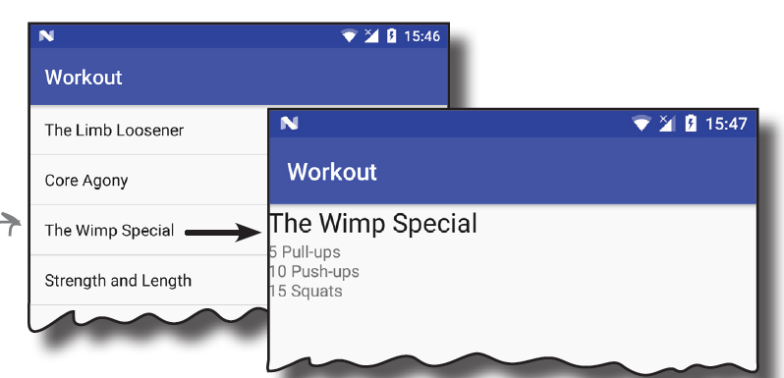 15:46
Workout
The Limb Loosener
Core Agony
The Wimp Special
Strength and Length
15:47
Workout
The Wimp Special
5 Pull-ups
10 Push-ups
15 Squats